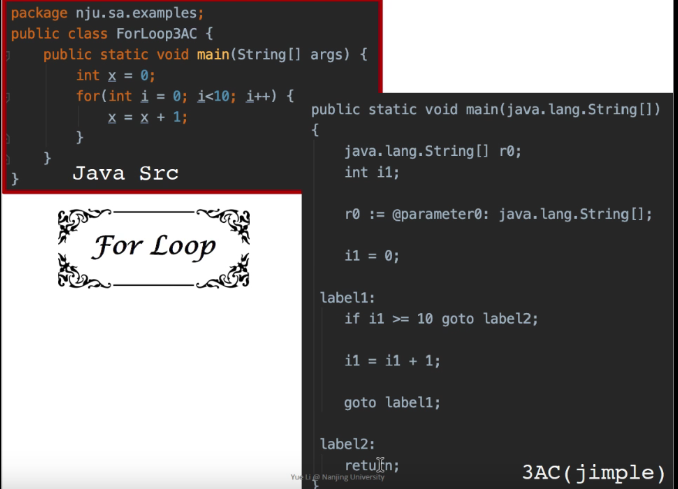 package nju.sa.examples;
public class ForLoop3AC {
public static void main(String[] args) {
int x = 0;
for(int i = 0; i<10; i++) {
x = x + 1;
}
}
}
Java Src
For Loop
public static void main(java.lang.String[])
{
java.lang.String[] r0;
int i1;
r0 := @parameter0: java.lang.String[];
i1 = 0;
label1:
if i1 >= 10 goto label2;
i1 = i1 + 1;
goto label1;
label2:
return;
}
3AC(jimple)
Yue Li @ Nanjing University